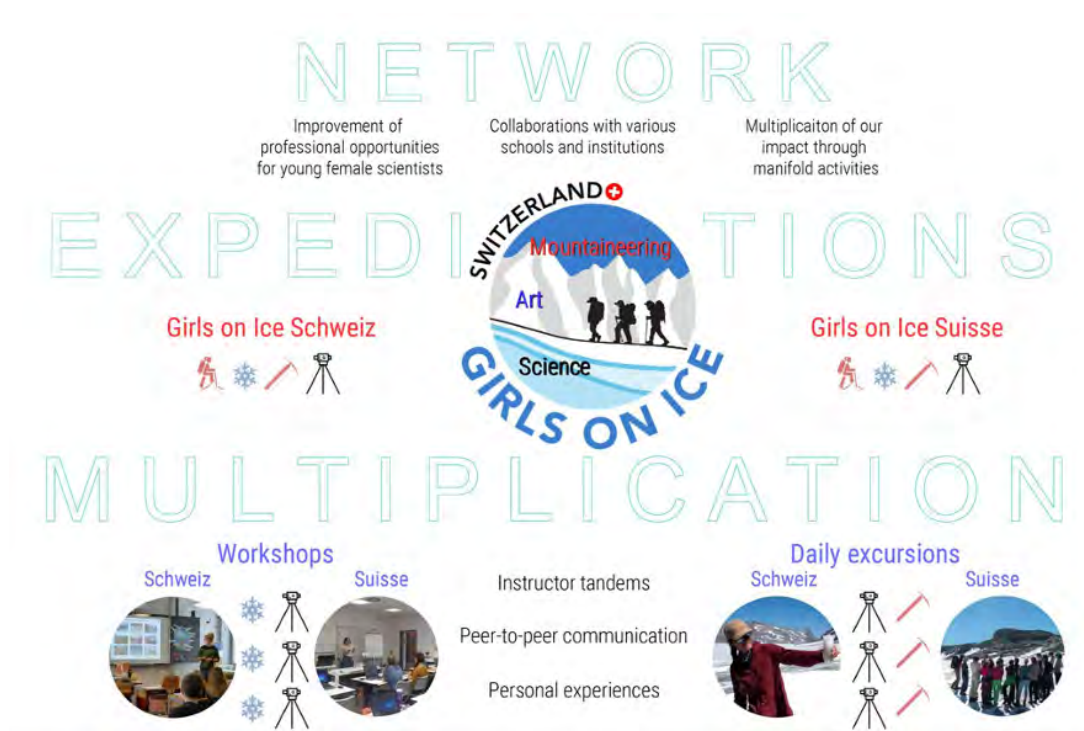 NETWORK
Improvement of
professional opportunities
for young female scientists
Collaborations with various
schools and institutions
Multiplicaiton of our
impact through
manifold activities
EXPEDITIONS
SWITZERLAND
Mountaineering
Art
Science
GIRLS ON ICE
Girls on Ice Schweiz
Girls on Ice Suisse
MULTIPLICATION
Workshops
Schweiz
Suisse
Instructor tandems
Peer-to-peer communication
Personal experiences
Daily excursions
Schweiz
Suisse